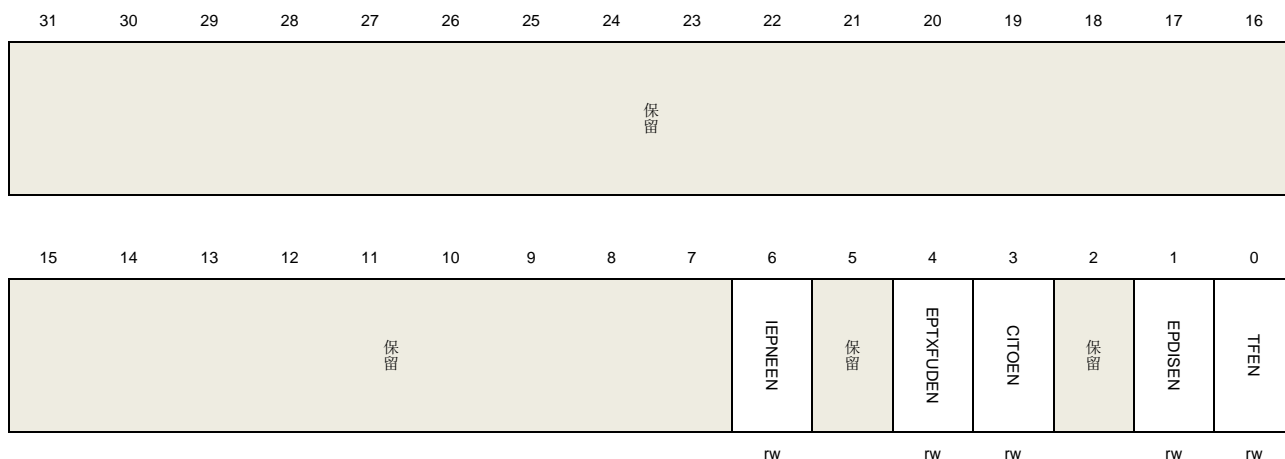 31 30 29 28 27 26 25 24 23 22 21 20 19 18 17 16
保留
15 14 13 12 11 10 9 8 7 6 5 4 3 2 1 0
保留 IEPNEEN 保留 EPTXFUDEN CITOEN 保留 EPDISEN TFEN
rw rw rw rw rw